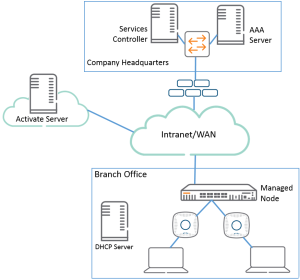 Services
Controller
AAA
Server
Company Headquarters
Activate Server
Intranet/WAN
Branch Office
Managed
Node
DHCP Server